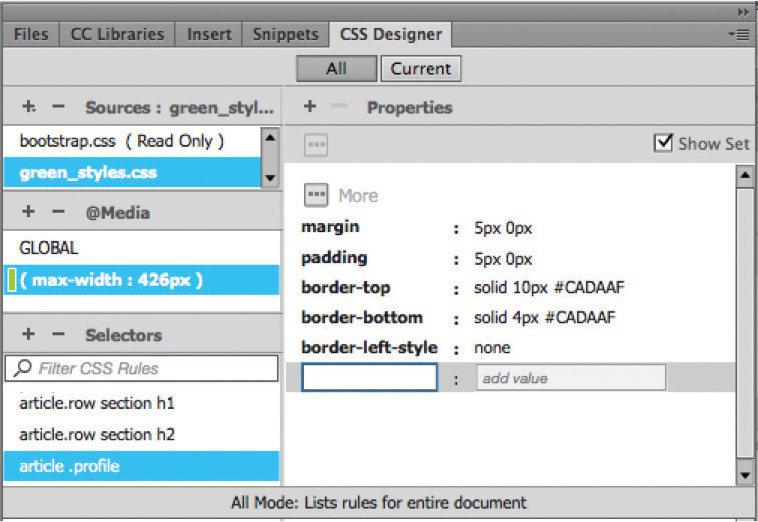 Files CC Libraries Insert Snippets CSS Designer
All Current
+ − Sources : green_styl...
bootstrap.css ( Read Only )
green_styles.css
+ − @Media
GLOBAL
( max-width : 426px )
+ − Selectors
Filter CSS Rules
article.row section h1
article.row section h2
article .profile
+ − Properties
Show Set
More
margin : 5px 0px
padding : 5px 0px
border-top : solid 10px #CADAAF
border-bottom : solid 4px #CADAAF
border-left-style : none
: add value
All Mode: Lists rules for entire document